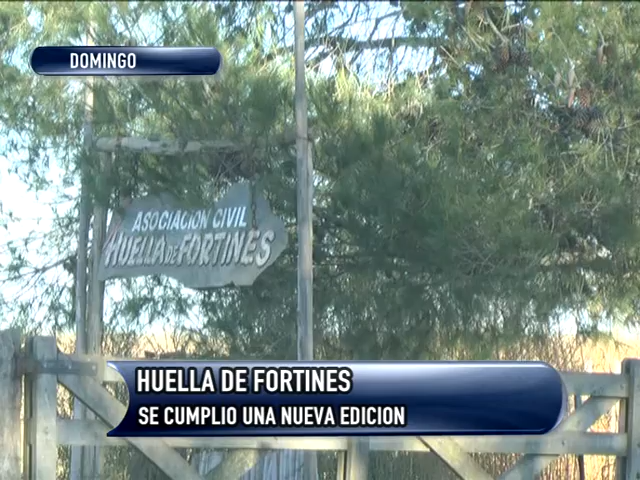 DOMINGO
ASOCIACION CIVIL
HUELLA DE FORTINES
HUELLA DE FORTINES
SE CUMPLIO UNA NUEVA EDICION